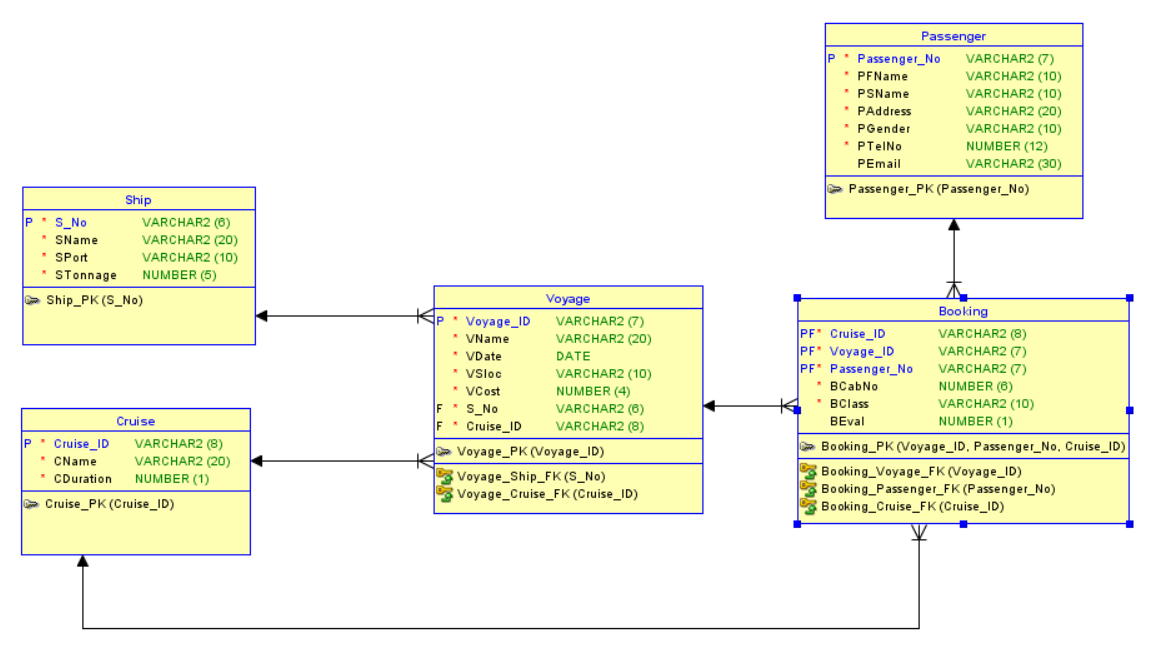 Passenger
P * Passenger_No VARCHAR2 (7)
* PFName VARCHAR2 (10)
* PSName VARCHAR2 (10)
* PAddress VARCHAR2 (20)
* PGender VARCHAR2 (10)
* PTelNo NUMBER (12)
PEmail VARCHAR2 (30)
Passenger_PK (Passenger_No)
Ship
P * S_No VARCHAR2 (6)
* SName VARCHAR2 (20)
* SPort VARCHAR2 (10)
* STonnage NUMBER (5)
Ship_PK (S_No)
Voyage
P * Voyage_ID VARCHAR2 (7)
* VName VARCHAR2 (20)
* VDate DATE
* VSloc VARCHAR2 (10)
* VCost NUMBER (4)
F * S_No VARCHAR2 (6)
F * Cruise_ID VARCHAR2 (8)
Voyage_PK (Voyage_ID)
Voyage_Ship_FK (S_No)
Voyage_Cruise_FK (Cruise_ID)
Booking
PF* Cruise_ID VARCHAR2 (8)
PF* Voyage_ID VARCHAR2 (7)
PF* Passenger_No VARCHAR2 (7)
* BCabNo NUMBER (6)
* BClass VARCHAR2 (10)
BEval NUMBER (1)
Booking_PK (Voyage_ID, Passenger_No, Cruise_ID)
Booking_Voyage_FK (Voyage_ID)
Booking_Passenger_FK (Passenger_No)
Booking_Cruise_FK (Cruise_ID)
Cruise
P * Cruise_ID VARCHAR2 (8)
* CName VARCHAR2 (20)
* CDuration NUMBER (1)
Cruise_PK (Cruise_ID)